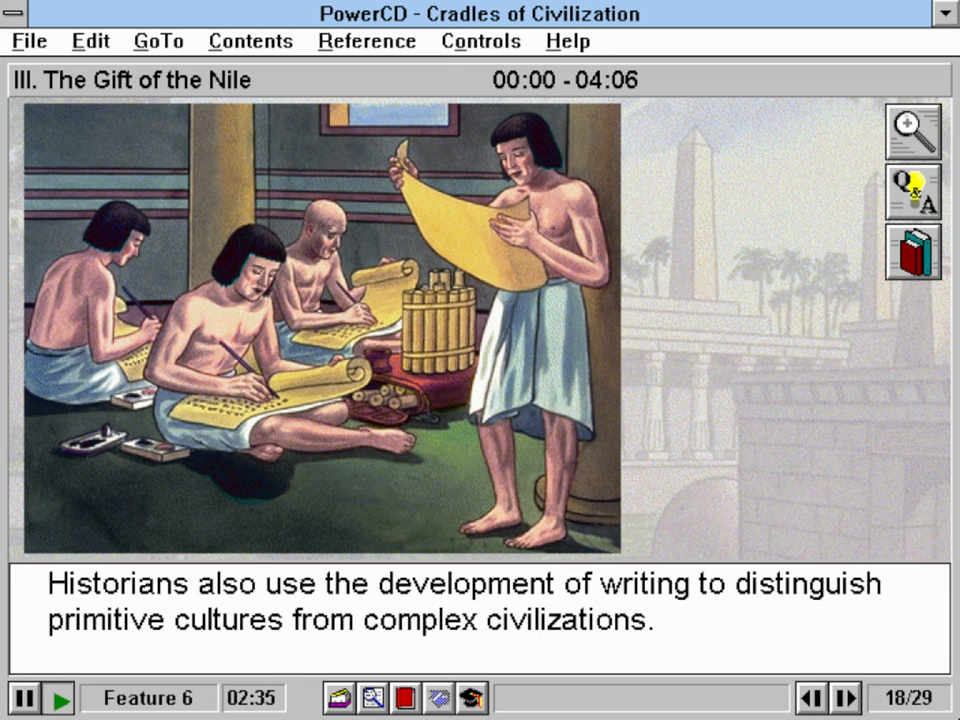 PowerCD - Cradles of Civilization
File Edit GoTo Contents Reference Controls Help
III. The Gift of the Nile 00:00 - 04:06
Q & A
Historians also use the development of writing to distinguish
primitive cultures from complex civilizations.
Feature 6 02:35 18/29